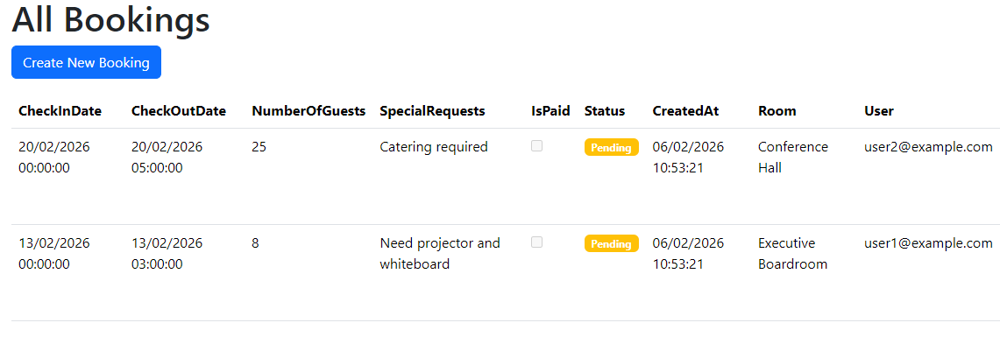 All Bookings
Create New Booking
CheckInDate CheckOutDate NumberOfGuests SpecialRequests IsPaid Status CreatedAt Room User
20/02/2026 20/02/2026 25 Catering required Pending 06/02/2026 Conference user2@example.com
00:00:00 05:00:00 10:53:21 Hall
13/02/2026 13/02/2026 8 Need projector and Pending 06/02/2026 Executive user1@example.com
00:00:00 03:00:00 whiteboard 10:53:21 Boardroom